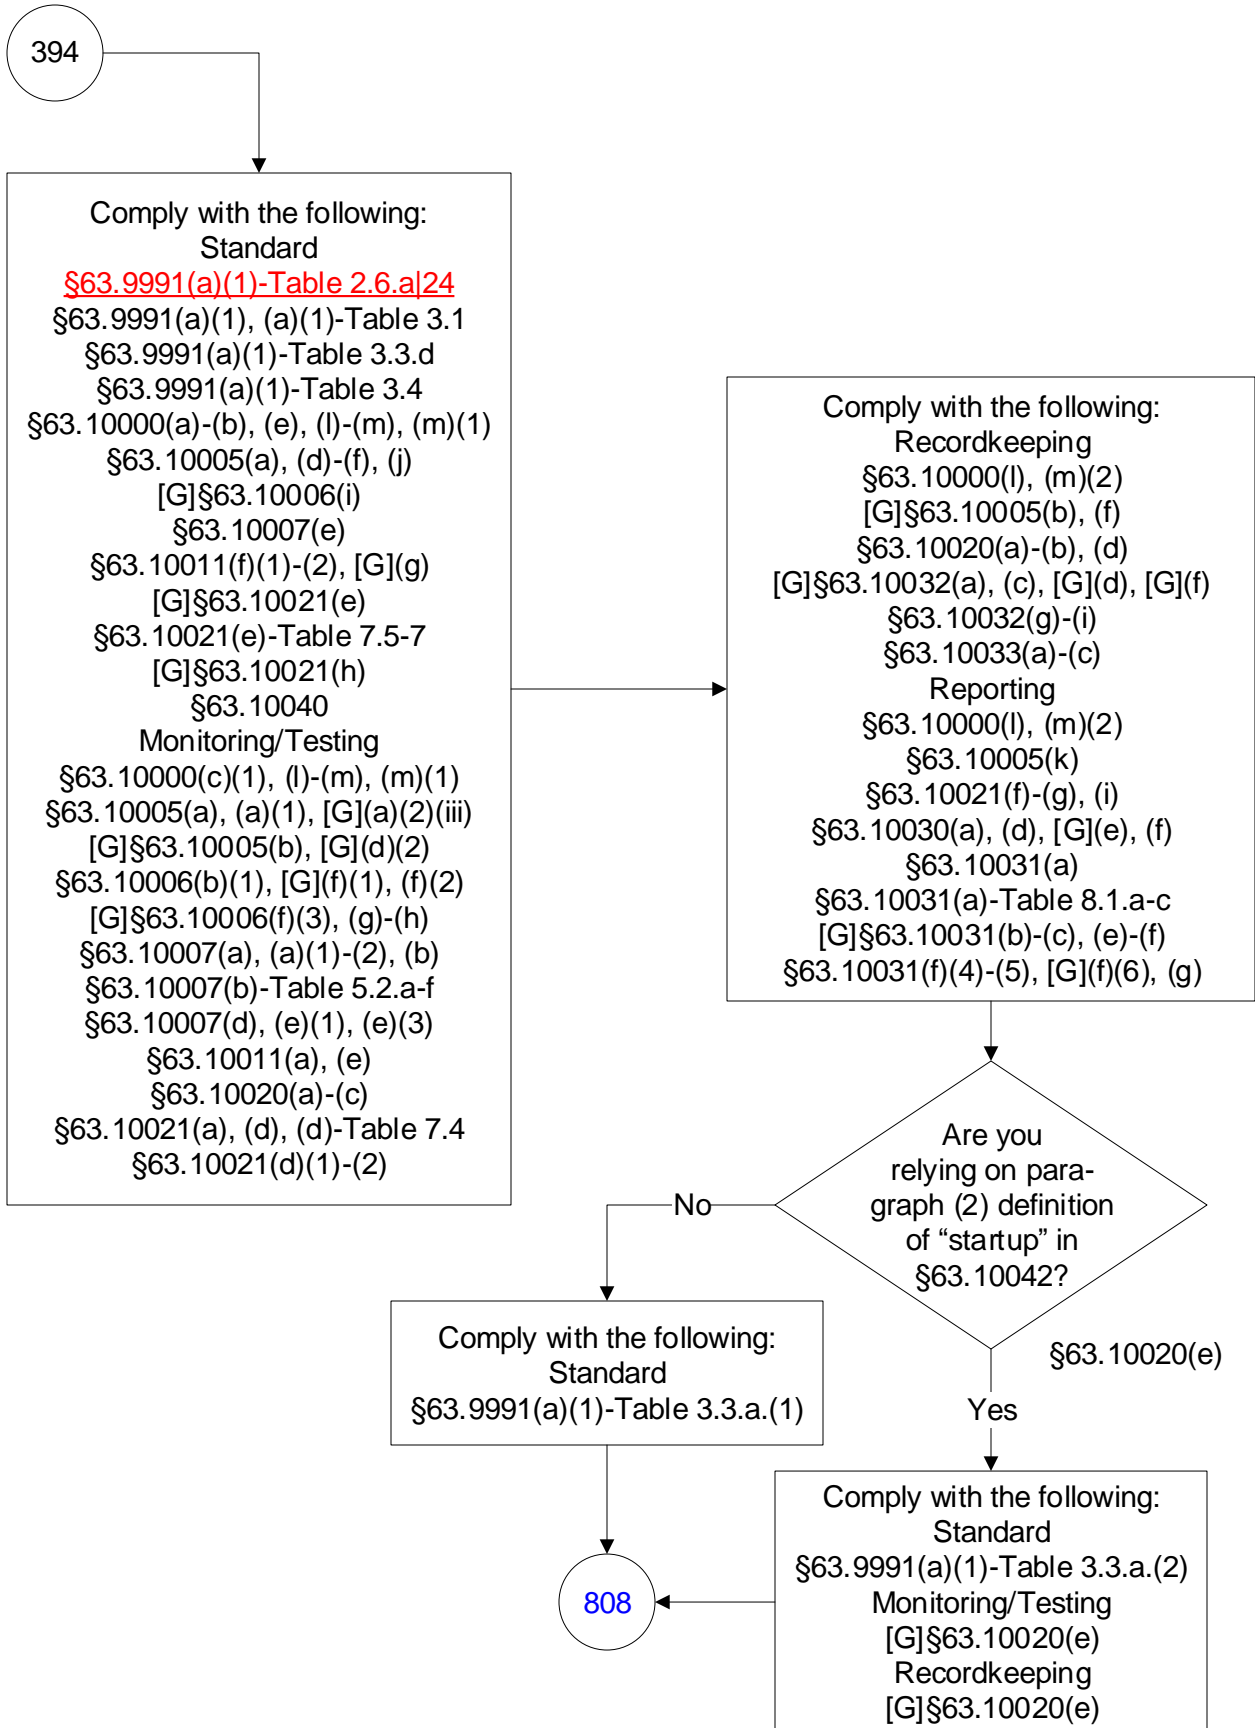 394
Comply with the following:
Standard
§63.9991(a)(1)-Table 2.6.a|24
§63.9991(a)(1), (a)(1)-Table 3.1
§63.9991(a)(1)-Table 3.3.d
§63.9991(a)(1)-Table 3.4
§63.10000(a)-(b), (e), (l)-(m), (m)(1)
§63.10005(a), (d)-(f), (j)
[G]§63.10006(i)
§63.10007(e)
§63.10011(f)(1)-(2), [G](g)
[G]§63.10021(e)
§63.10021(e)-Table 7.5-7
[G]§63.10021(h)
§63.10040
Monitoring/Testing
§63.10000(c)(1), (l)-(m), (m)(1)
§63.10005(a), (a)(1), [G](a)(2)(iii)
[G]§63.10005(b), [G](d)(2)
§63.10006(b)(1), [G](f)(1), (f)(2)
[G]§63.10006(f)(3), (g)-(h)
§63.10007(a), (a)(1)-(2), (b)
§63.10007(b)-Table 5.2.a-f
§63.10007(d), (e)(1), (e)(3)
§63.10011(a), (e)
§63.10020(a)-(c)
§63.10021(a), (d), (d)-Table 7.4
§63.10021(d)(1)-(2)
Comply with the following:
Recordkeeping
§63.10000(l), (m)(2)
[G]§63.10005(b), (f)
§63.10020(a)-(b), (d)
[G]§63.10032(a), (c), [G](d), [G](f)
§63.10032(g)-(i)
§63.10033(a)-(c)
Reporting
§63.10000(l), (m)(2)
§63.10005(k)
§63.10021(f)-(g), (i)
§63.10030(a), (d), [G](e), (f)
§63.10031(a)
§63.10031(a)-Table 8.1.a-c
[G]§63.10031(b)-(c), (e)-(f)
§63.10031(f)(4)-(5), [G](f)(6), (g)
Are you
relying on para-
graph (2) definition
of “startup” in
§63.10042?
§63.10020(e)
No
Comply with the following:
Standard
§63.9991(a)(1)-Table 3.3.a.(1)
Yes
Comply with the following:
Standard
§63.9991(a)(1)-Table 3.3.a.(2)
Monitoring/Testing
[G]§63.10020(e)
Recordkeeping
[G]§63.10020(e)
808